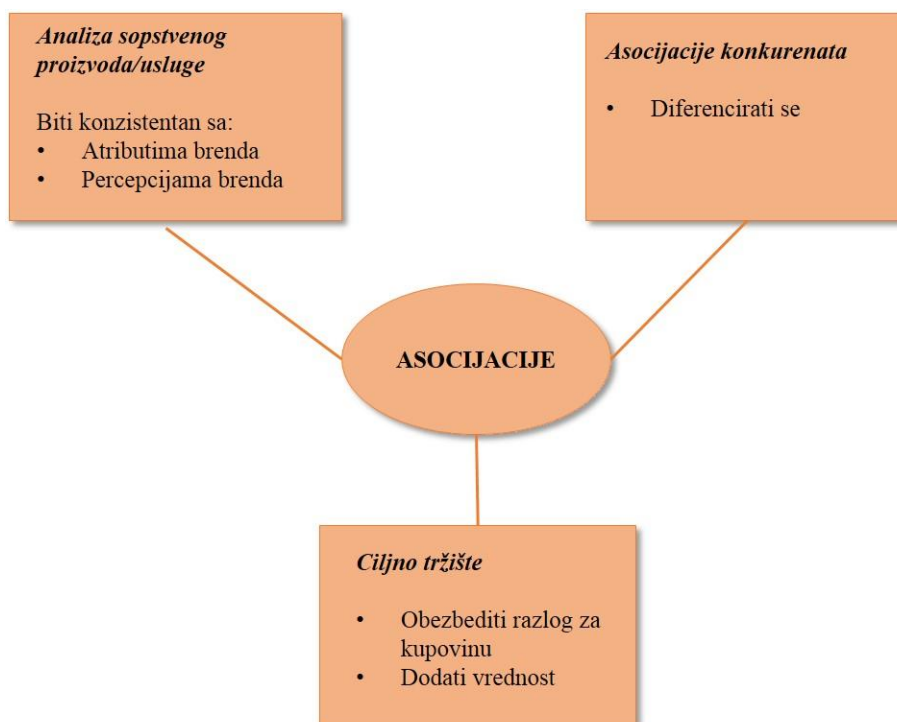 Analiza sopstvenog
proizvoda/usluge
Biti konzistentan sa:
• Atributima brenda
• Percepcijama brenda
Asocijacije konkurenata
• Diferencirati se
ASOCIJACIJE
Ciljno tržište
• Obezbediti razlog za
kupovinu
• Dodati vrednost